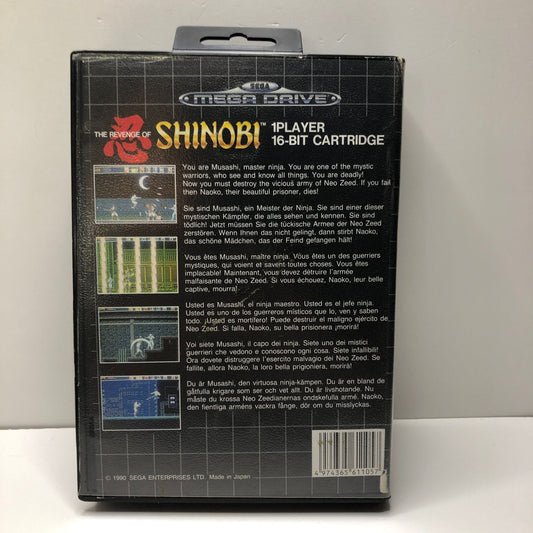 SEGA
MEGA DRIVE
THE REVENGE OF SHINOBI™ 1PLAYER
16-BIT CARTRIDGE
You are Musashi, master ninja. You are one of the mystic
warriors, who see and know all things. You are deadly!
Now you must destroy the vicious army of Neo Zeed. If you fail
then Naoko, their beautiful prisoner, dies!
Sie sind Musashi, ein Meister der Ninja. Sie sind einer dieser
mystischen Kämpfer, die alles sehen und kennen. Sie sind
tödlich! Jetzt müssen Sie die tückische Armee der Neo Zeed
zerstören. Wenn Ihnen das nicht gelingt, dann stirbt Naoko,
das schöne Mädchen, das der Feind gefangen hält!
Vous êtes Musashi, maître ninja. Vous êtes un des guerriers
mystiques, qui voient et savent toutes choses. Vous êtes
implacable! Maintenant, vous devez détruire l'armée
malfaisante de Neo Zeed. Si vous échouez, Naoko, leur belle
captive, mourra!
Usted es Musashi, el ninja maestro. Usted es el jefe ninja.
Usted es uno de los guerreros místicos que lo, ven y saben
todo. ¡Usted es mortífero! Puede destruir el maligno ejército de
Neo Zeed. Si falla, Naoko, su bella prisionera ¡morirá!
Voi siete Musashi, il capo dei ninja. Siete uno dei mistici
guerrieri che vedono e conoscono ogni cosa. Siete infallibili!
Ora dovete distruggere l'esercito malvagio dei Neo Zeed. Se
fallite, allora Naoko, la loro bella prigioniera, morirà!
Du är Musashi, den virtuosa ninja-kämpen. Du är en bland de
gåtfulla krigare som ser och vet allt. Du är livshotande. Nu
måste du krossa Neo Zeedianernas ondskefulla armé. Naoko,
den fientliga arméns vackra fånge, dör om du misslyckas.
4 974365 611057
© 1990 SEGA ENTERPRISES LTD. Made in Japan